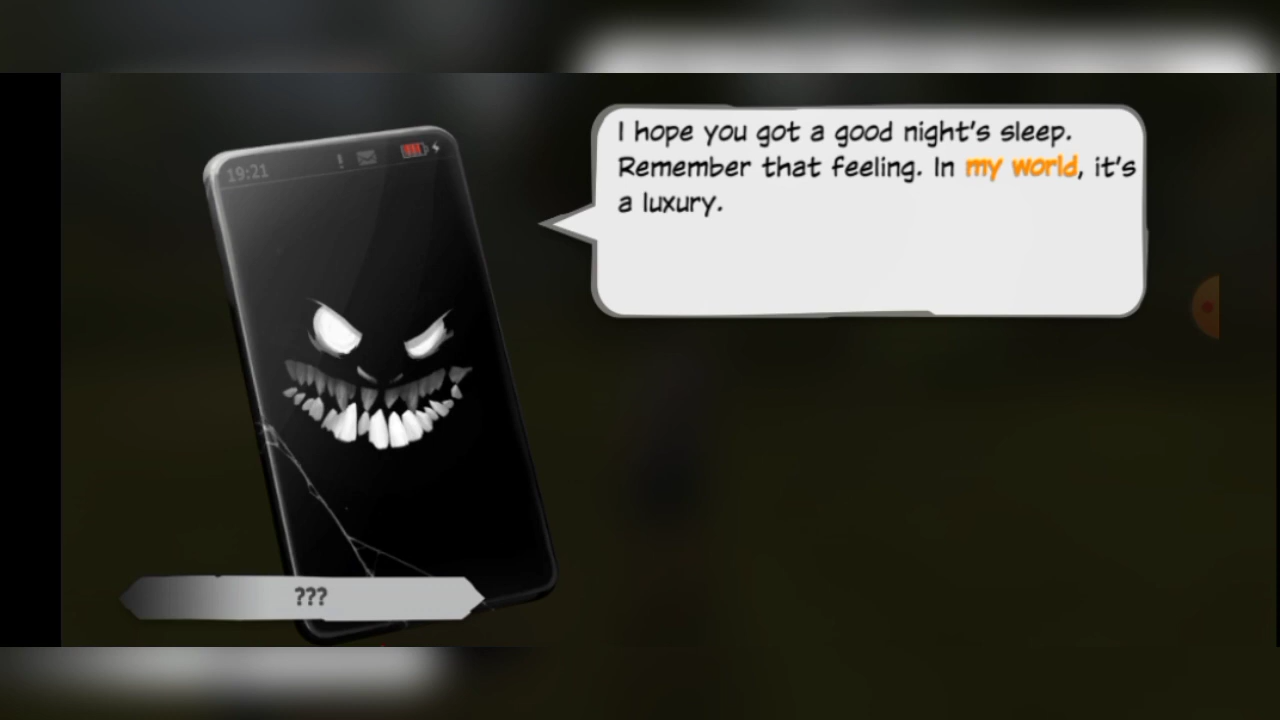 19:21
I hope you got a good night's sleep.
Remember that feeling. In my world, it's
a luxury.
???